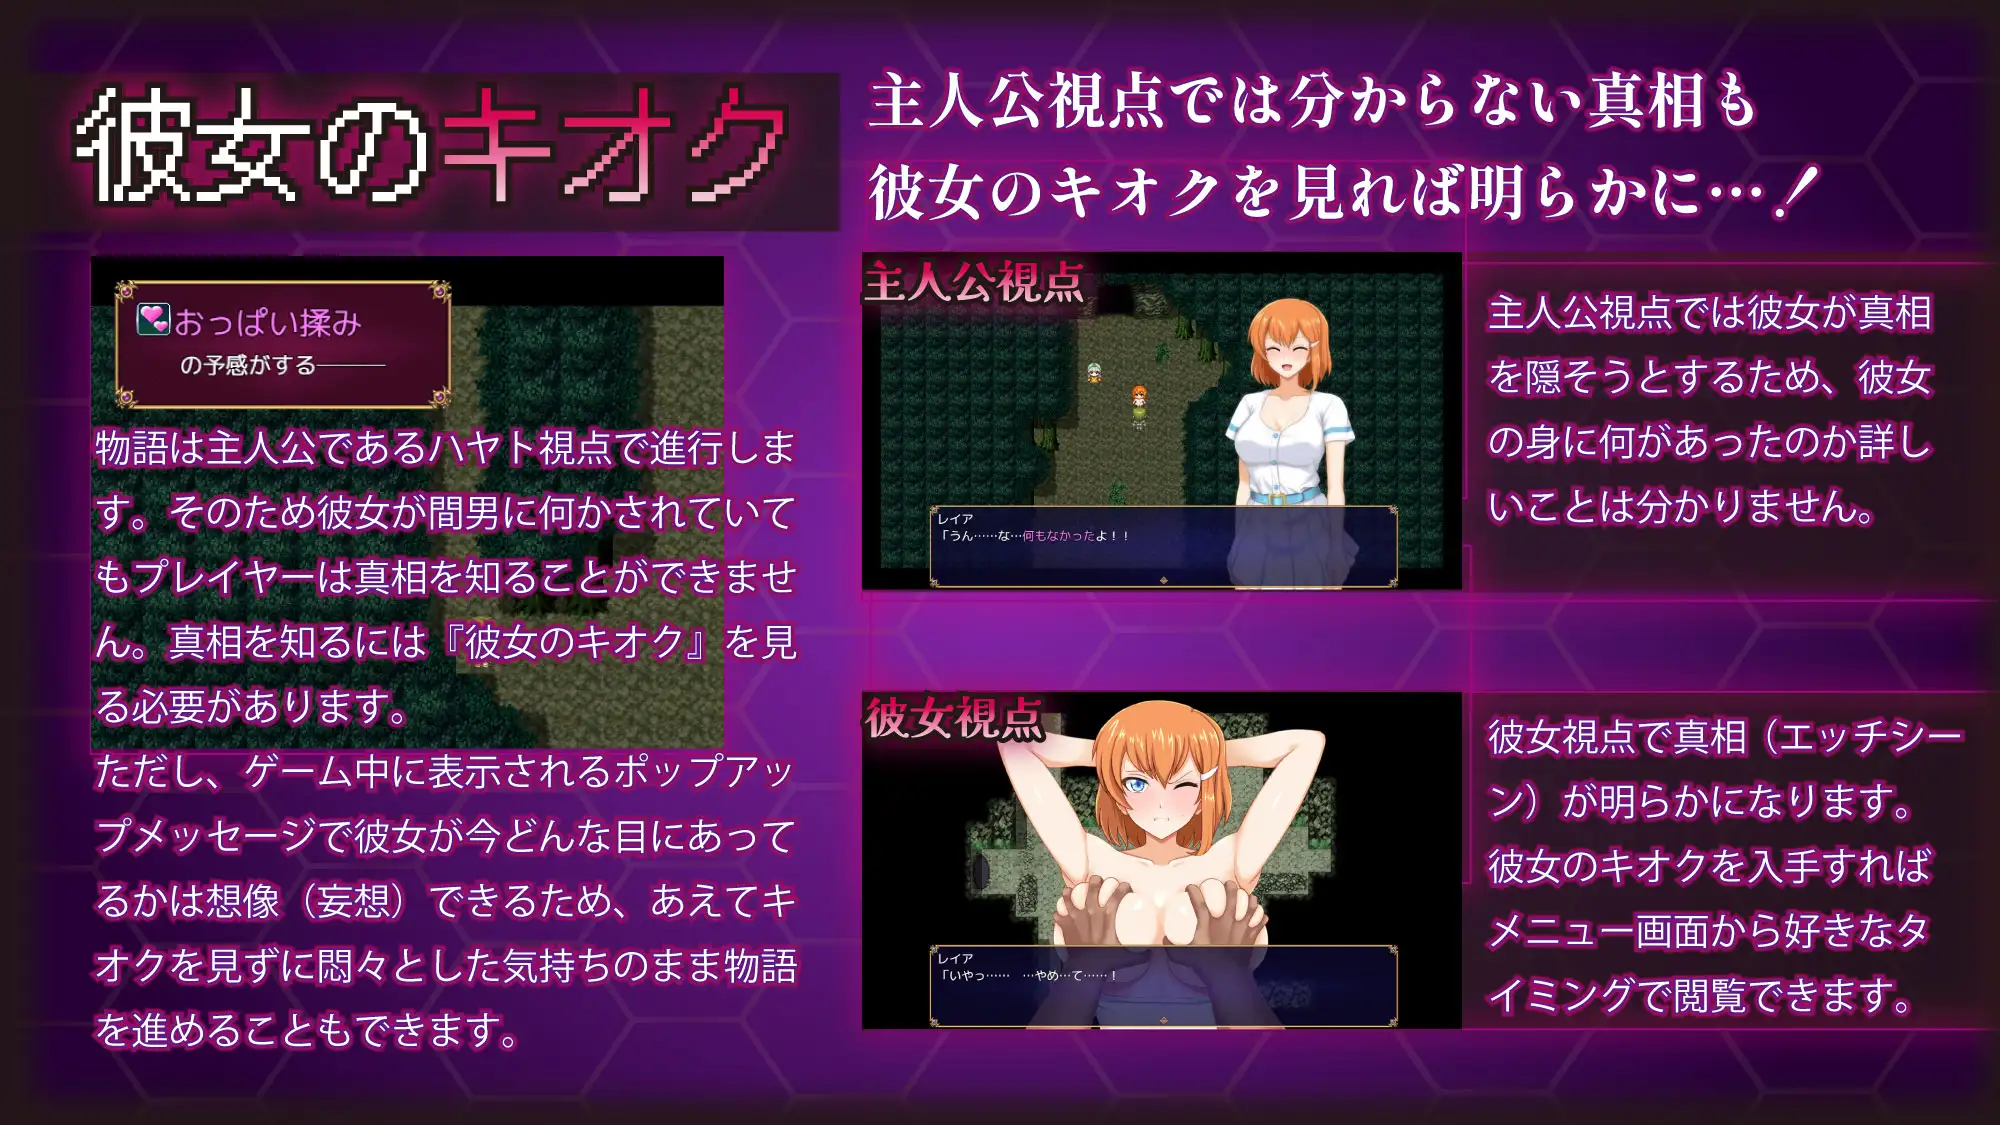 彼女のキオク
主人公視点では分からない真相も
彼女のキオクを見れば明らかに…！
おっぱい揉み
の予感がする―――
物語は主人公であるハヤト視点で進行しま
す。そのため彼女が間男に何かされていて
もプレイヤーは真相を知ることができませ
ん。真相を知るには『彼女のキオク』を見
る必要があります。
ただし、ゲーム中に表示されるポップアッ
プメッセージで彼女が今どんな目にあって
るかは想像（妄想）できるため、あえてキ
オクを見ずに悶々とした気持ちのまま物語
を進めることもできます。
主人公視点
レイア
「うん……な…何もなかったよ！！
主人公視点では彼女が真相
を隠そうとするため、彼女
の身に何があったのか詳し
いことは分かりません。
彼女視点
レイア
「いやっ…… …やめ…て……！
彼女視点で真相（エッチシー
ン）が明らかになります。
彼女のキオクを入手すれば
メニュー画面から好きなタ
イミングで閲覧できます。